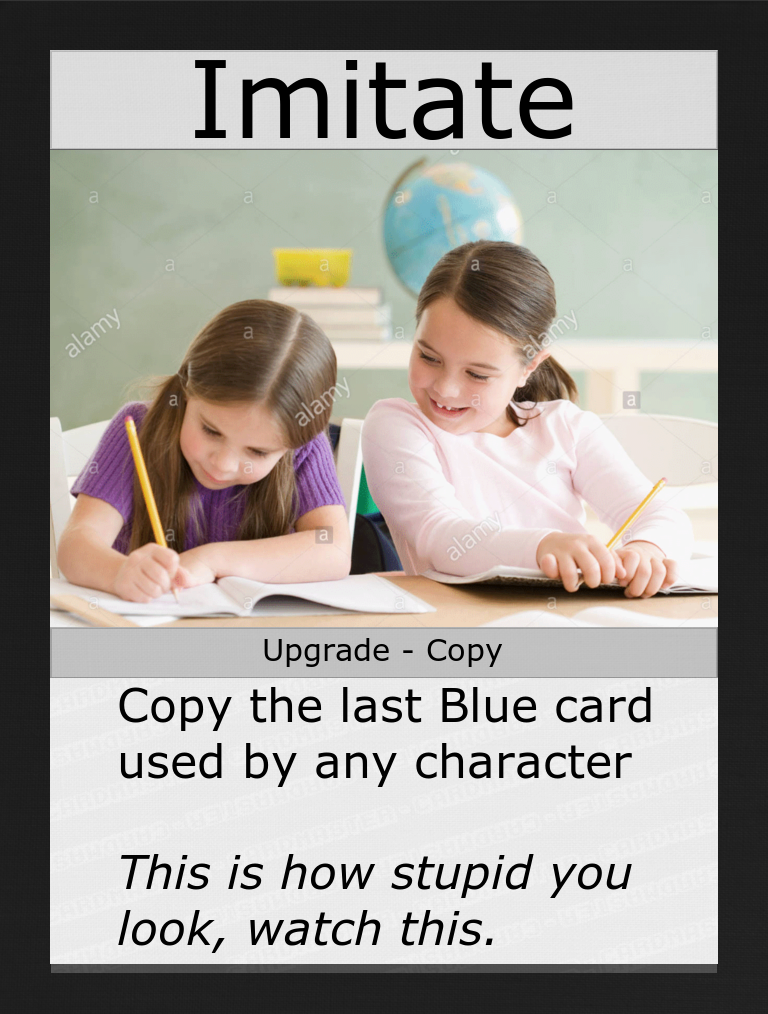 Imitate
alamy
alamy
alamy
alamy
Upgrade - Copy
Copy the last Blue card
used by any character
This is how stupid you
look, watch this.